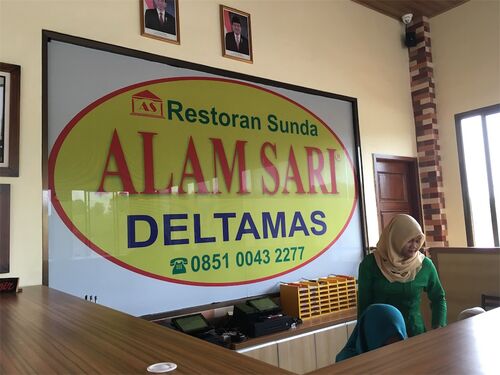 AS
Restoran Sunda
ALAM SARI®
DELTAMAS
☎0851 0043 2277